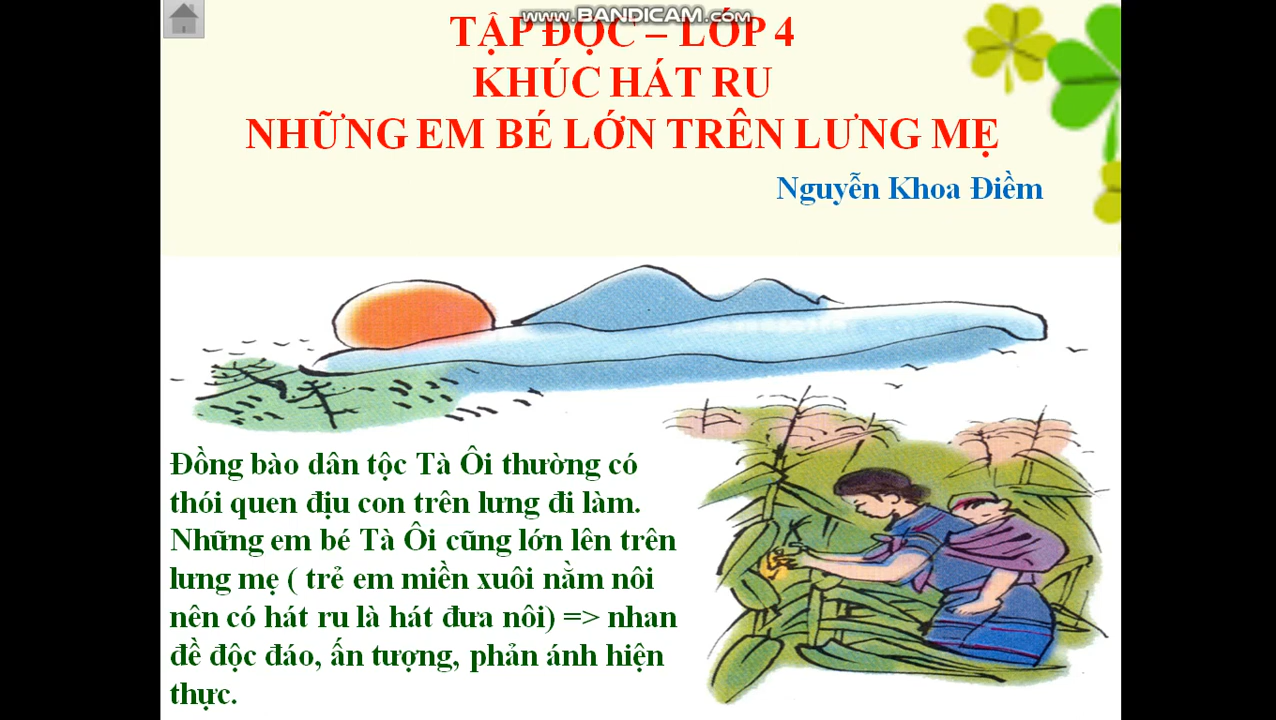 www.BANDICAM.com
TẬP ĐỌC – LỚP 4
KHÚC HÁT RU
NHỮNG EM BÉ LỚN TRÊN LƯNG MẸ
Nguyễn Khoa Điềm
Đồng bào dân tộc Tà Ôi thường có
thói quen địu con trên lưng đi làm.
Những em bé Tà Ôi cũng lớn lên trên
lưng mẹ ( trẻ em miền xuôi nằm nôi
nên có hát ru là hát đưa nôi) => nhan
đề độc đáo, ấn tượng, phản ánh hiện
thực.